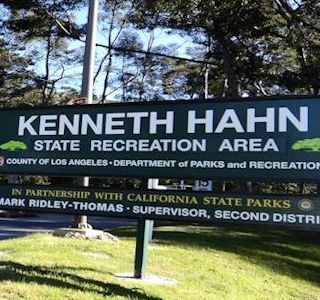 KENNETH HAHN
STATE RECREATION AREA
COUNTY OF LOS ANGELES • DEPARTMENT OF PARKS and RECREATION
IN PARTNERSHIP WITH CALIFORNIA STATE PARKS
MARK RIDLEY-THOMAS • SUPERVISOR, SECOND DISTRI